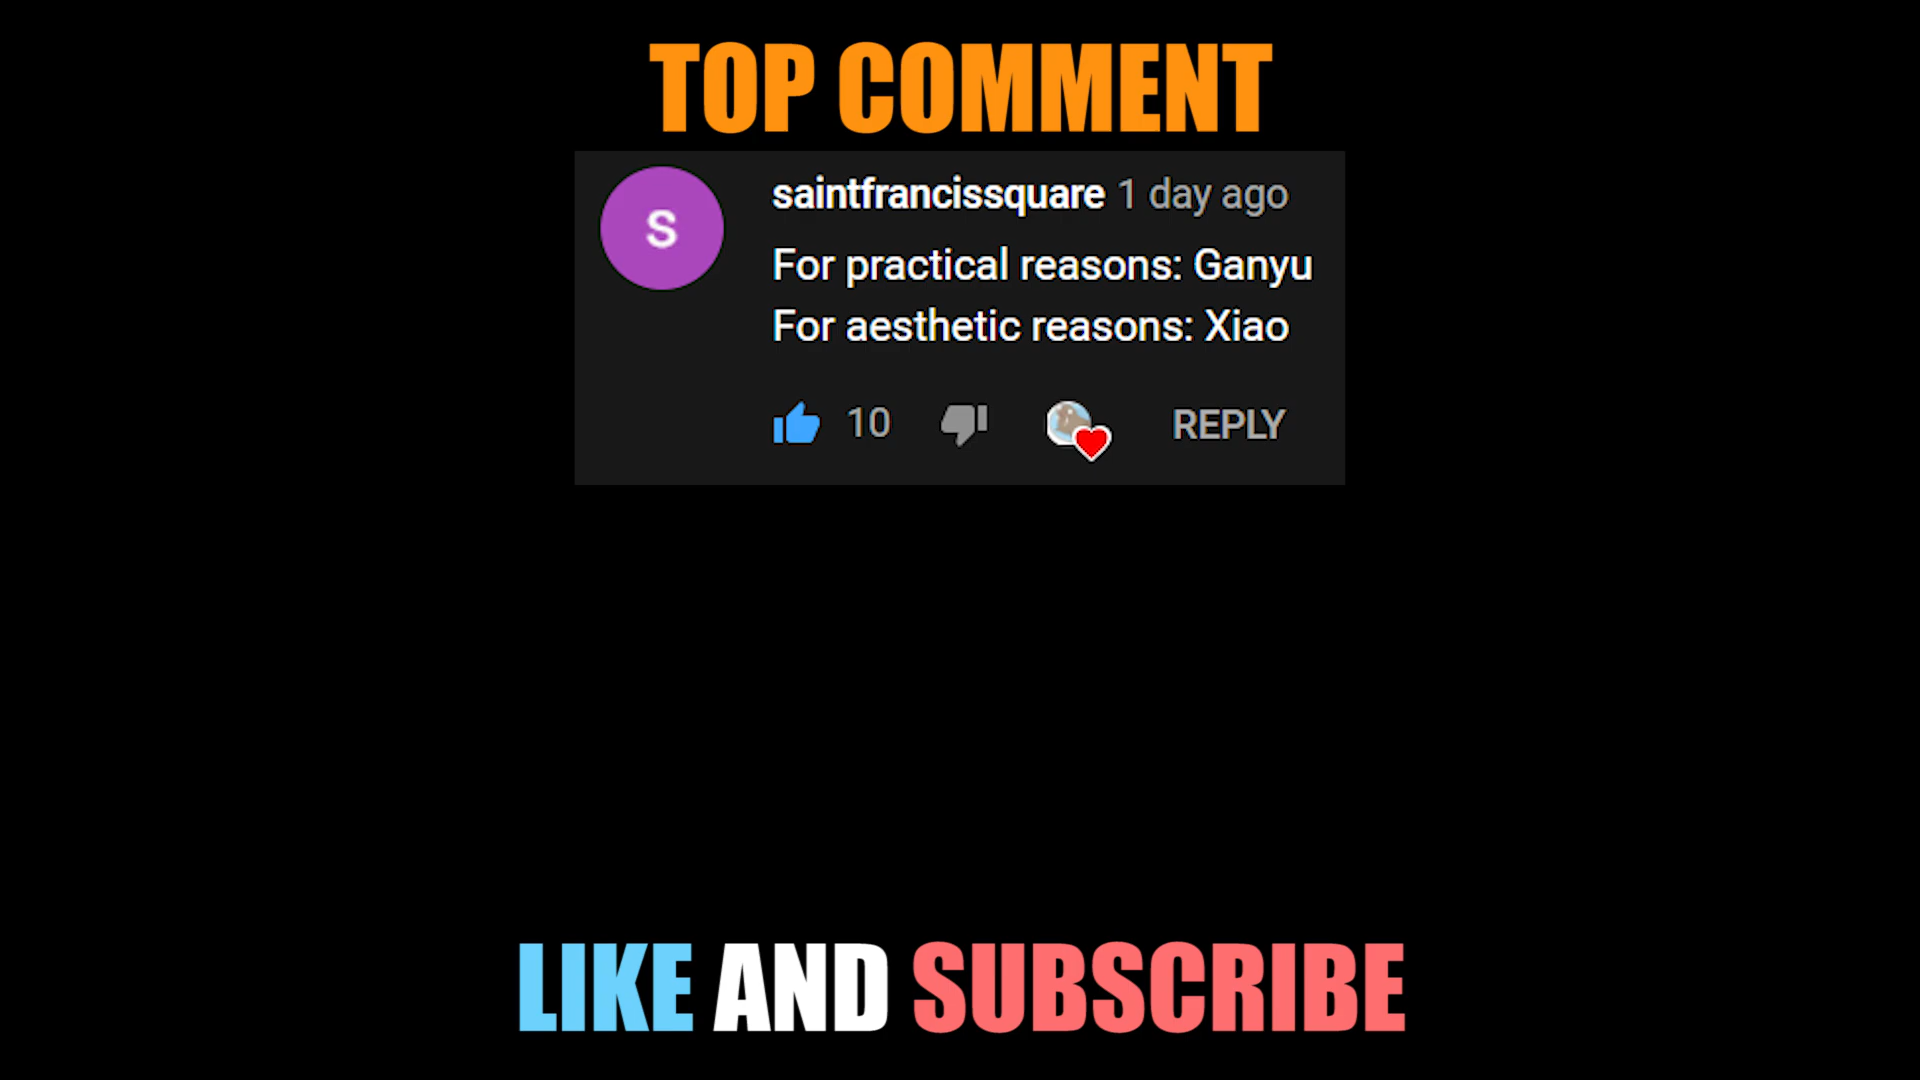 TOP COMMENT
S
saintfrancissquare 1 day ago
For practical reasons: Ganyu
For aesthetic reasons: Xiao
10 REPLY
LIKE AND SUBSCRIBE